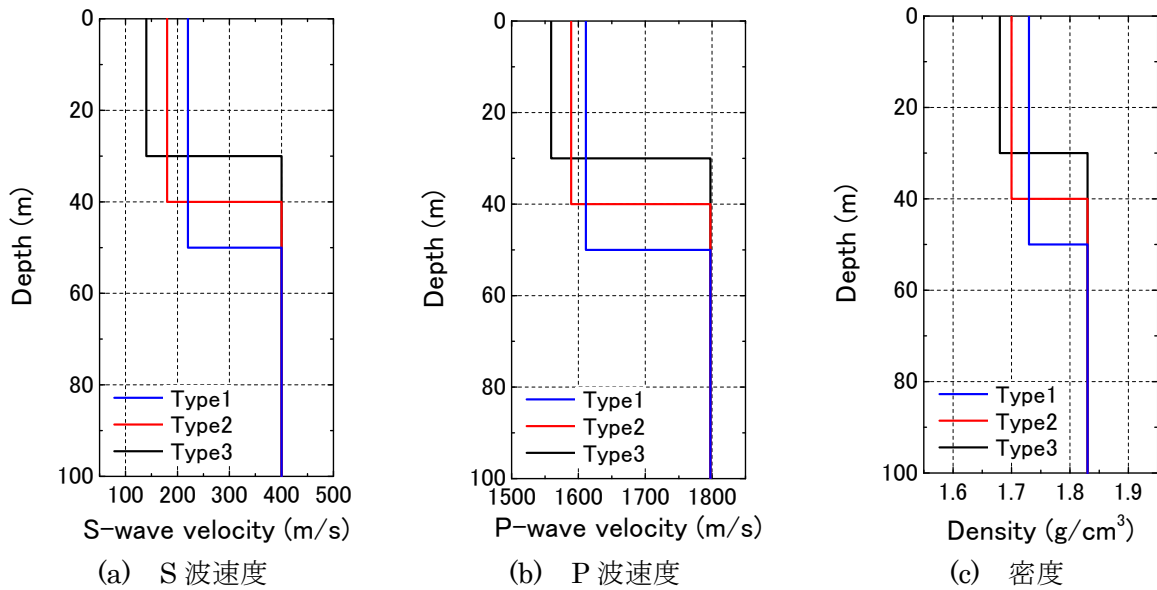 0
20
40
60
80
100
Depth (m)
Type1
Type2
Type3
100 200 300 400 500
S-wave velocity (m/s)
(a) S 波速度
0
20
40
60
80
100
Depth (m)
Type1
Type2
Type3
1500 1600 1700 1800
P-wave velocity (m/s)
(b) P 波速度
0
20
40
60
80
100
Depth (m)
Type1
Type2
Type3
1.6 1.7 1.8 1.9
Density (g/cm³)
(c) 密度